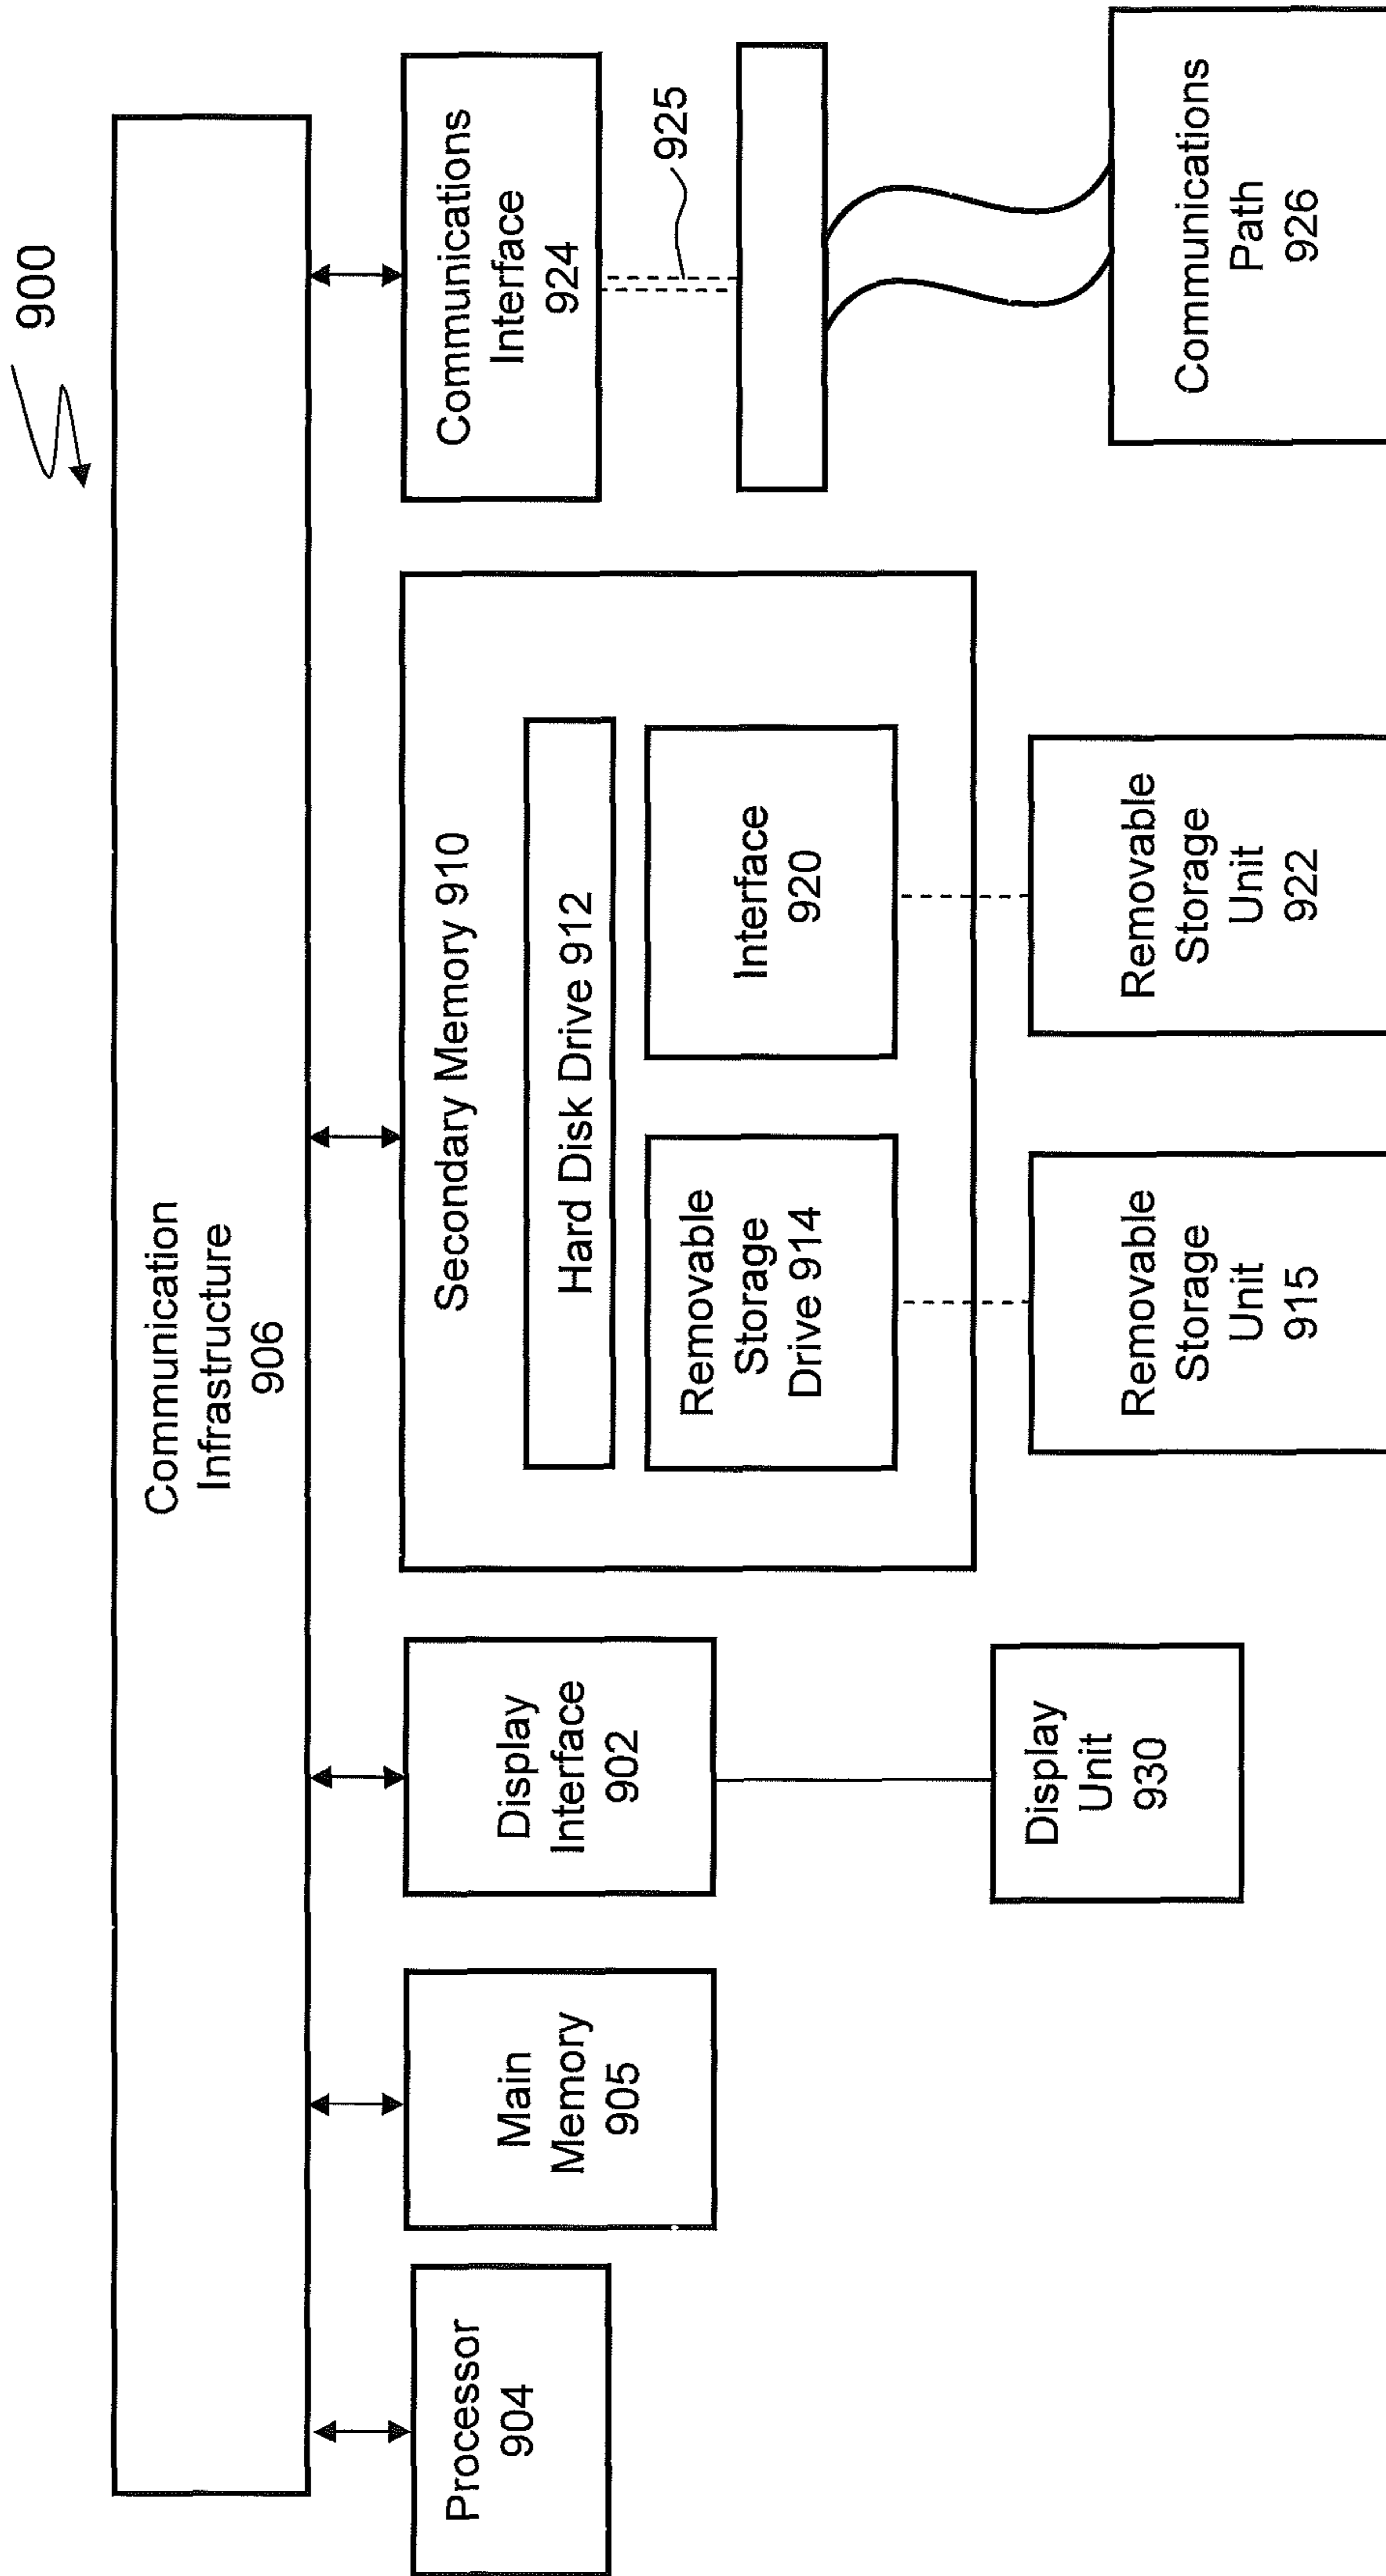 900
Communication
Infrastructure
906
Processor
904
Main
Memory
905
Display
Interface
902
Display
Unit
930
Secondary Memory 910
Hard Disk Drive 912
Removable
Storage
Drive 914
Interface
920
Removable
Storage
Unit
915
Removable
Storage
Unit
922
Communications
Interface
924
925
Communications
Path
926